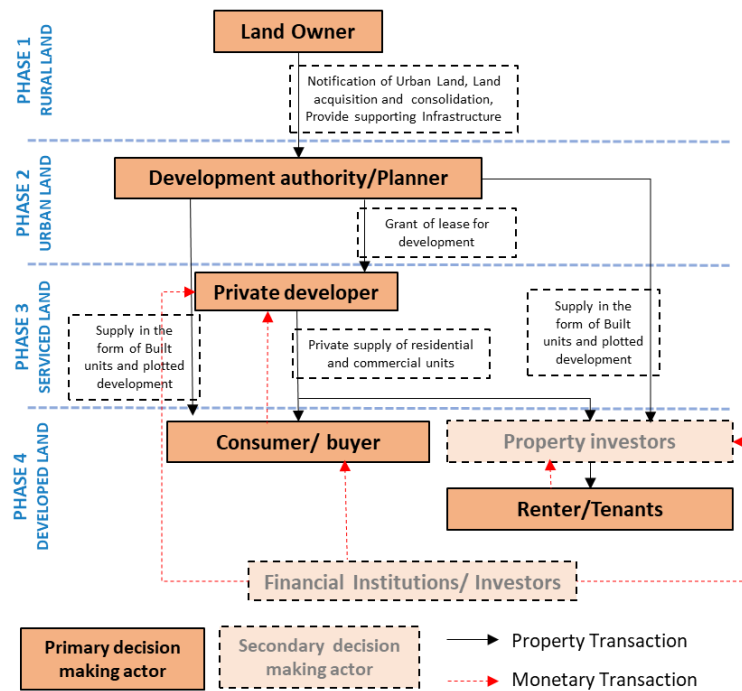 PHASE 1
RURAL LAND
Land Owner
Notification of Urban Land, Land
acquisition and consolidation,
Provide supporting Infrastructure
PHASE 2
URBAN LAND
Development authority/Planner
Grant of lease for
development
PHASE 3
SERVICED LAND
Private developer
Supply in the
form of Built
units and plotted
development
Private supply of residential
and commercial units
Supply in the
form of Built
units and plotted
development
PHASE 4
DEVELOPED LAND
Consumer/ buyer
Property investors
Renter/Tenants
Financial Institutions/ Investors
Primary decision
making actor
Secondary decision
making actor
Property Transaction
Monetary Transaction